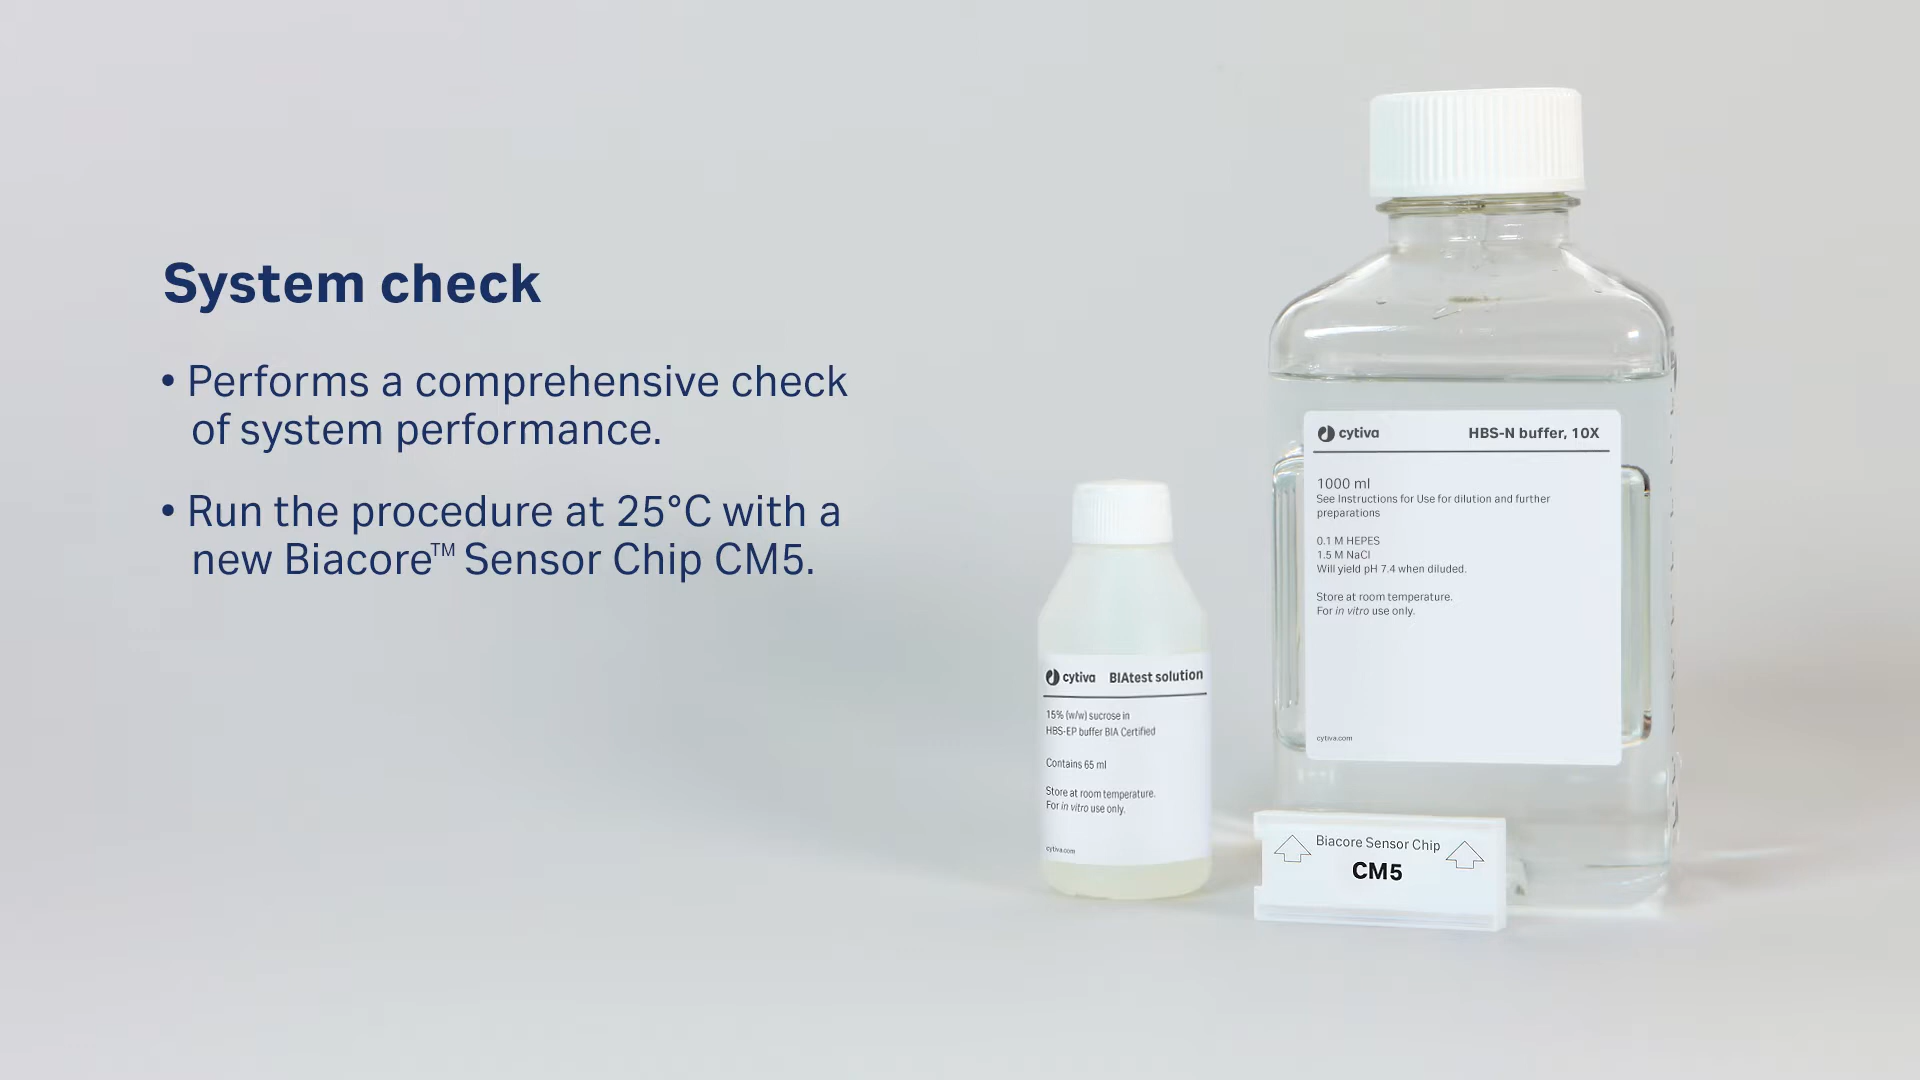 System check
• Performs a comprehensive check
of system performance.
• Run the procedure at 25°C with a
new Biacore™ Sensor Chip CM5.
cytiva HBS-N buffer, 10X
1000 ml
See Instructions for Use for dilution and further
preparations
0.1 M HEPES
1.5 M NaCl
Will yield pH 7.4 when diluted.
Store at room temperature.
For in vitro use only.
cytiva.com
cytiva BIAtest solution
15% (w/w) sucrose in
HBS-EP buffer BIA Certified
Contains 65 ml
Store at room temperature.
For in vitro use only.
cytiva.com
Biacore Sensor Chip
CM5